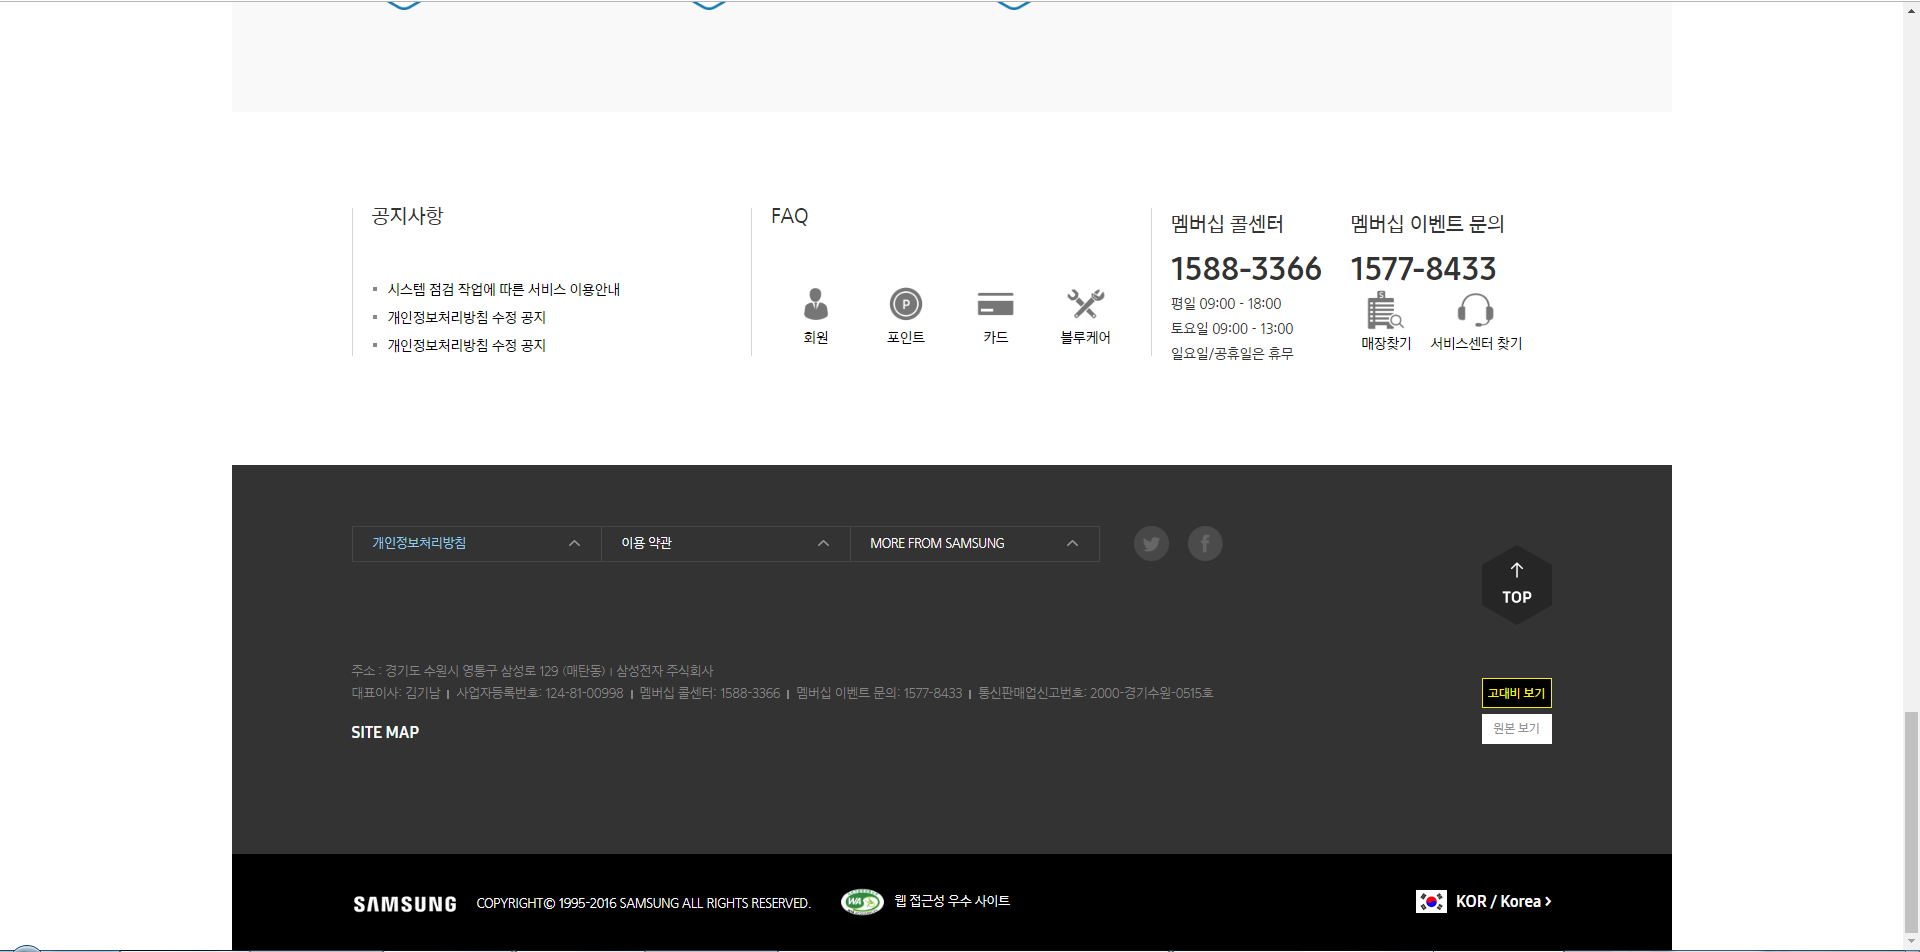 공지사항
시스템 점검 작업에 따른 서비스 이용안내
개인정보처리방침 수정 공지
개인정보처리방침 수정 공지
FAQ
회원
P
포인트
카드
블루케어
멤버십 콜센터
1588-3366
평일 09:00 - 18:00
토요일 09:00 - 13:00
일요일/공휴일은 휴무
멤버십 이벤트 문의
1577-8433
S
매장찾기
서비스센터 찾기
개인정보처리방침
이용 약관
MORE FROM SAMSUNG
f
↑
TOP
주소 : 경기도 수원시 영통구 삼성로 129 (매탄동) | 삼성전자 주식회사
대표이사: 김기남 | 사업자등록번호: 124-81-00998 | 멤버십 콜센터: 1588-3366 | 멤버십 이벤트 문의: 1577-8433 | 통신판매업신고번호: 2000-경기수원-0515호
고대비 보기
원본 보기
SITE MAP
SAMSUNG
COPYRIGHT© 1995-2016 SAMSUNG ALL RIGHTS RESERVED.
WA
웹 접근성 우수 사이트
KOR / Korea >